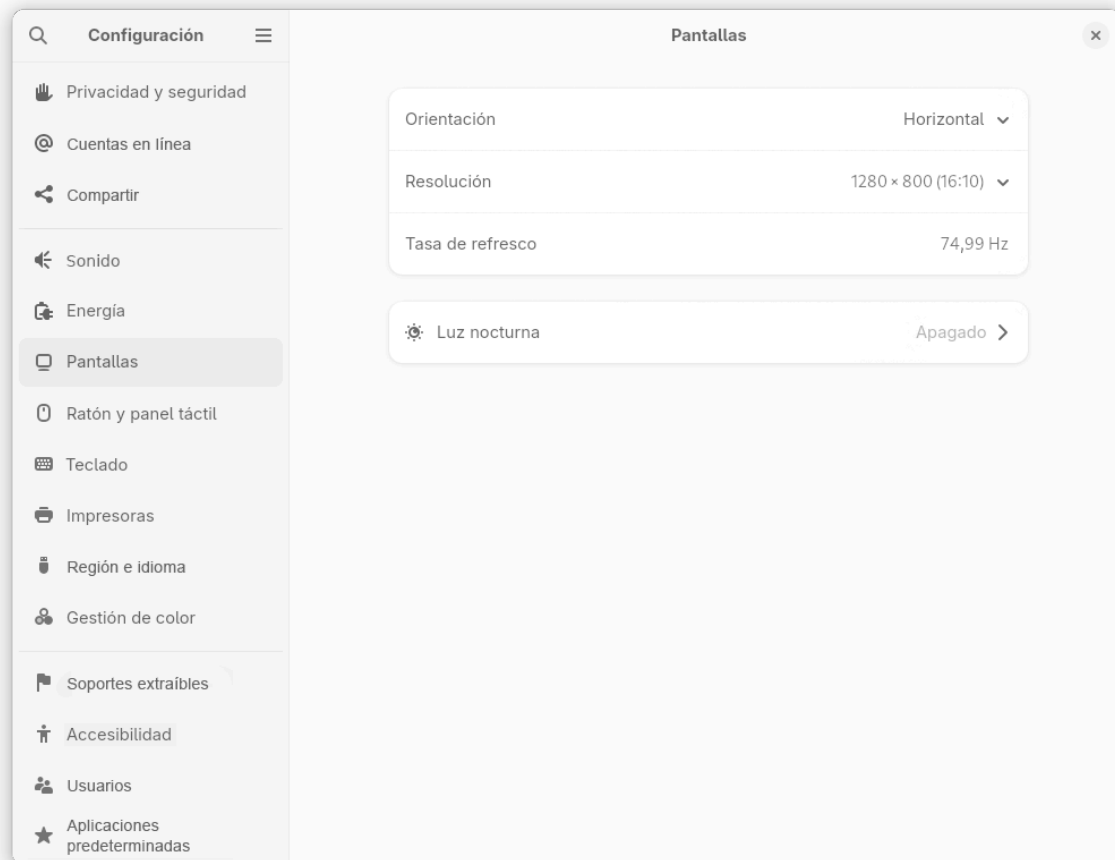 Configuración
Privacidad y seguridad
Cuentas en línea
Compartir
Sonido
Energía
Pantallas
Ratón y panel táctil
Teclado
Impresoras
Región e idioma
Gestión de color
Soportes extraíbles
Accesibilidad
Usuarios
Aplicaciones
predeterminadas
Pantallas
Orientación Horizontal
Resolución 1280 × 800 (16:10)
Tasa de refresco 74,99 Hz
Luz nocturna Apagado